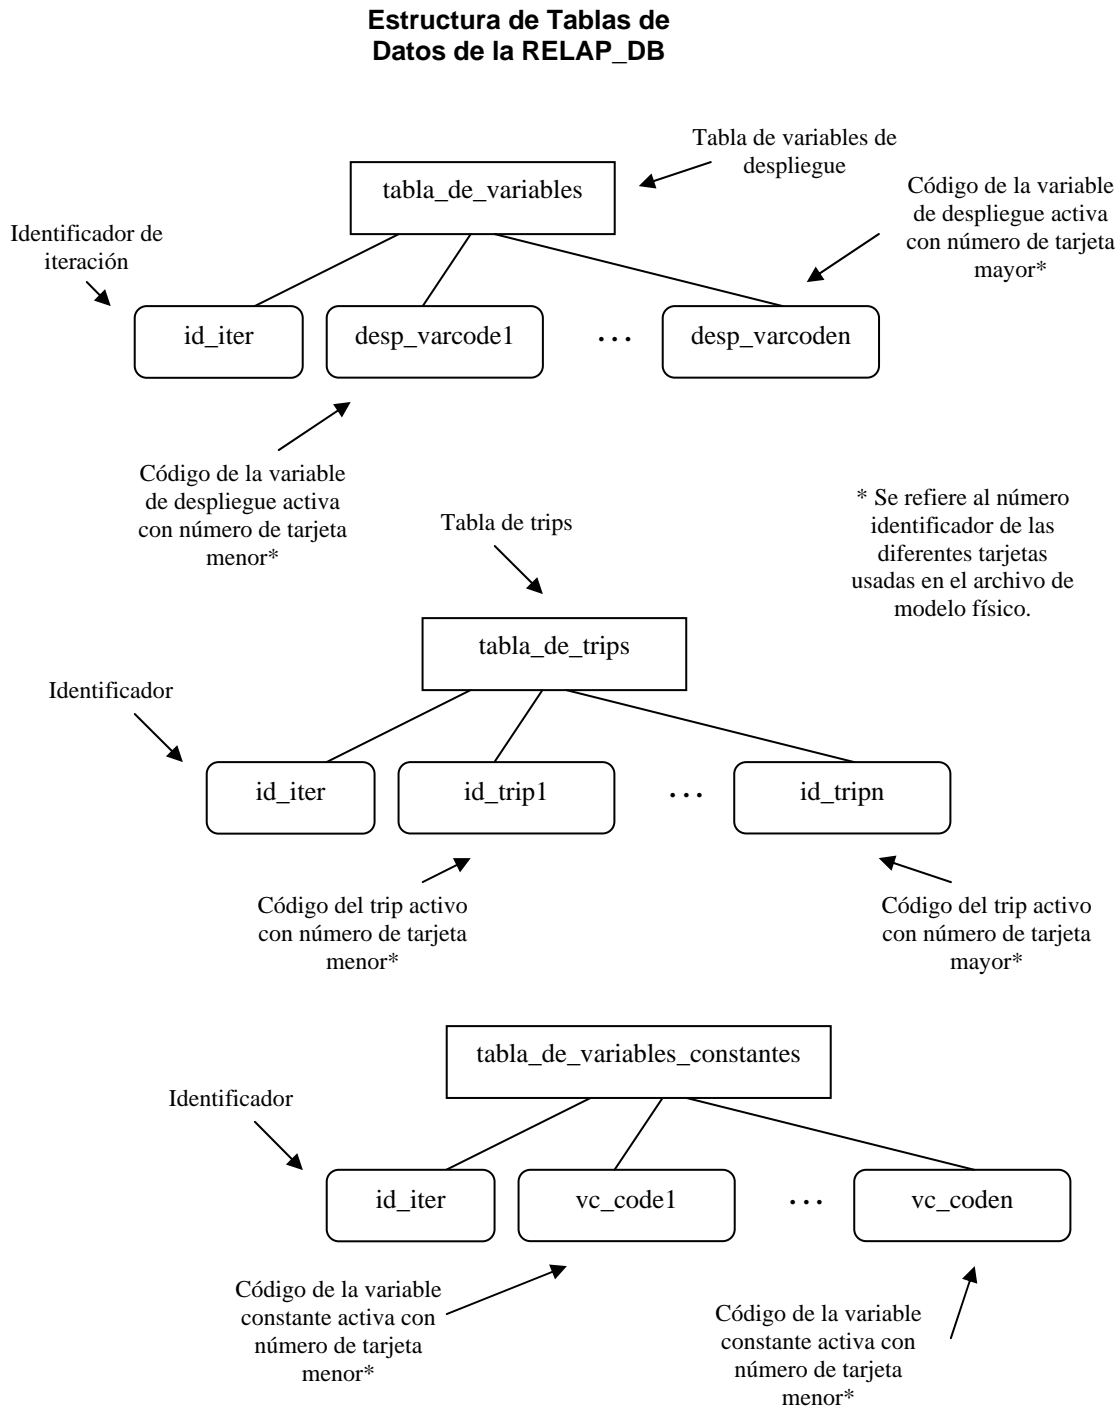 Estructura de Tablas de
Datos de la RELAP_DB
Tabla de variables de
despliegue
tabla_de_variables
Código de la variable
de despliegue activa
con número de tarjeta
mayor*
Identificador de
iteración
id_iter
desp_varcode1
...
desp_varcoden
Código de la variable
de despliegue activa
con número de tarjeta
menor*
* Se refiere al número
identificador de las
diferentes tarjetas
usadas en el archivo de
modelo físico.
Tabla de trips
tabla_de_trips
Identificador
id_iter
id_trip1
...
id_tripn
Código del trip activo
con número de tarjeta
menor*
Código del trip activo
con número de tarjeta
mayor*
tabla_de_variables_constantes
Identificador
id_iter
vc_code1
...
vc_coden
Código de la variable
constante activa con
número de tarjeta
menor*
Código de la variable
constante activa con
número de tarjeta
menor*